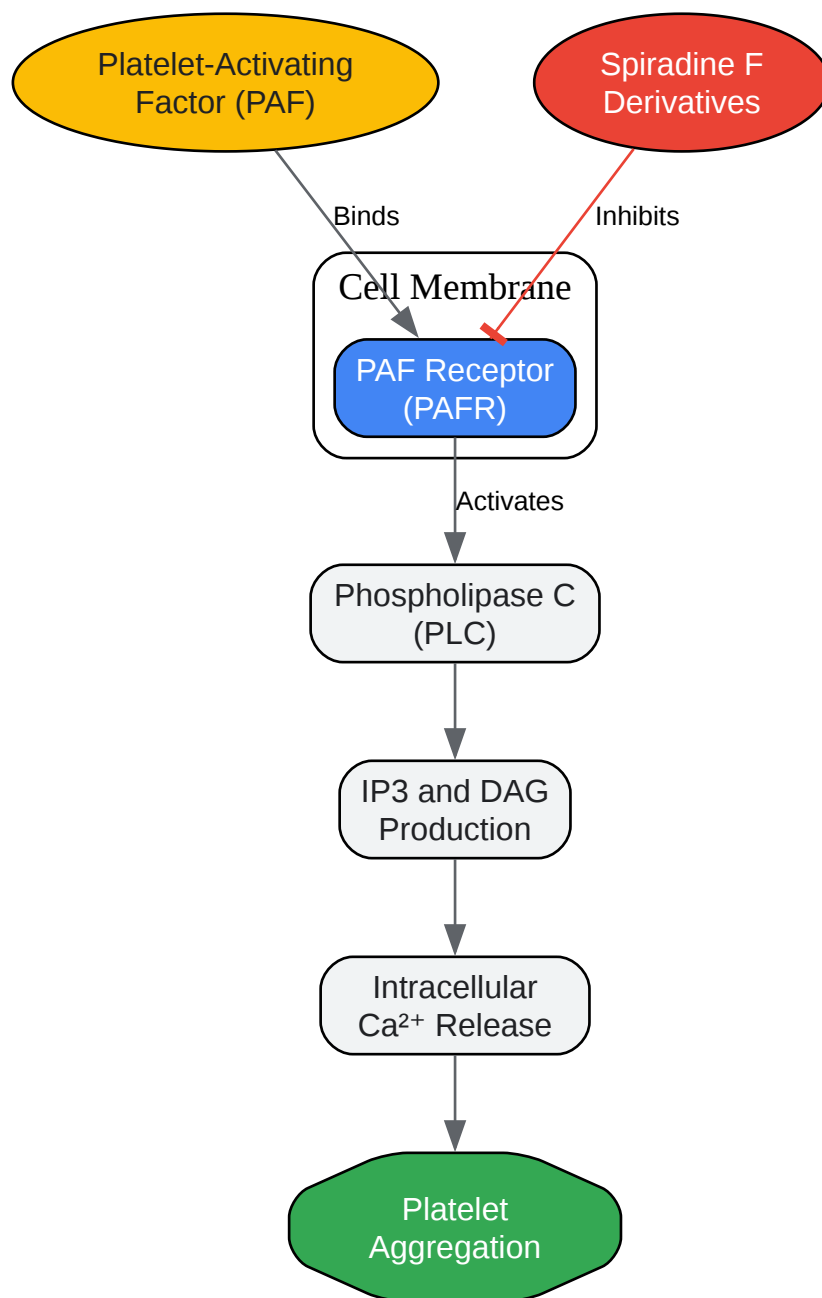 Platelet-Activating
Factor (PAF)
Spiradine F
Derivatives
Binds
Inhibits
Cell Membrane
PAF Receptor
(PAFR)
Activates
Phospholipase C
(PLC)
IP3 and DAG
Production
Intracellular
Ca²⁺ Release
Platelet
Aggregation